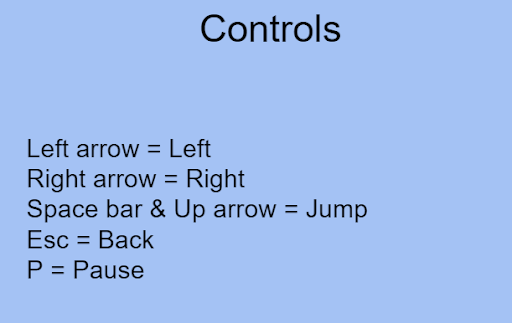 Controls
Left arrow = Left
Right arrow = Right
Space bar & Up arrow = Jump
Esc = Back
P = Pause